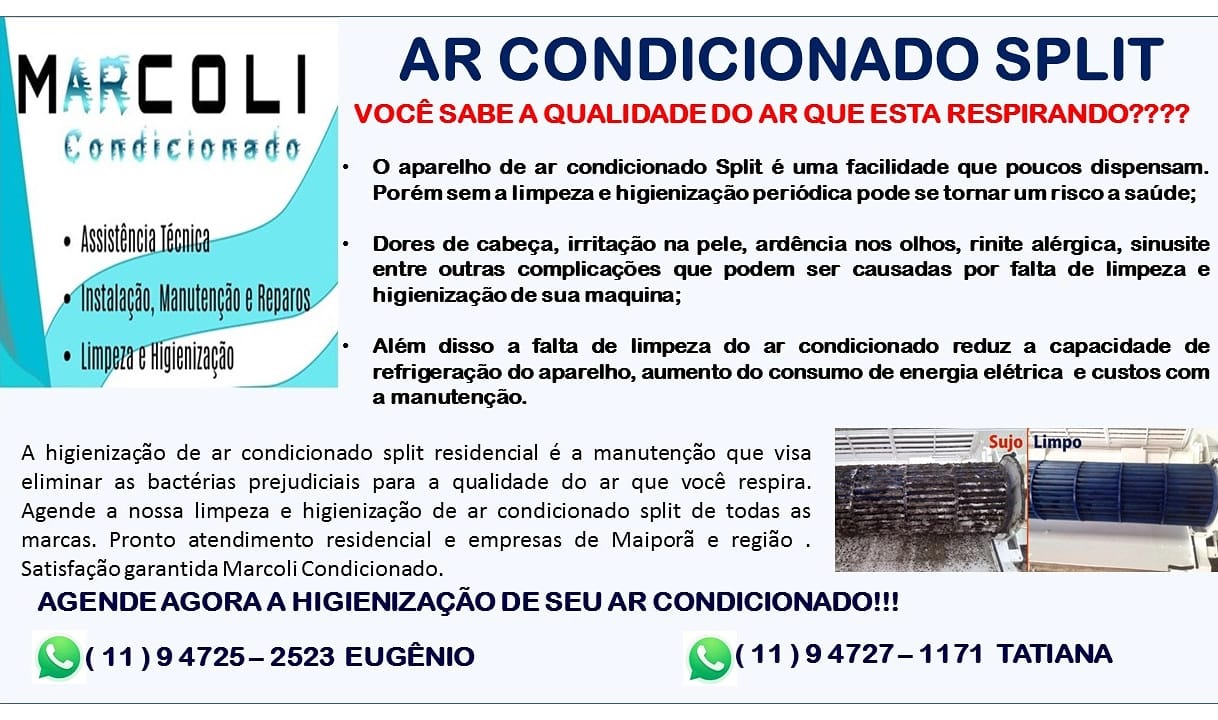 MARCOLI
Condicionado
• Assistência Técnica
• Instalação, Manutenção e Reparos
• Limpeza e Higienização
AR CONDICIONADO SPLIT
VOCÊ SABE A QUALIDADE DO AR QUE ESTA RESPIRANDO????
• O aparelho de ar condicionado Split é uma facilidade que poucos dispensam.
Porém sem a limpeza e higienização periódica pode se tornar um risco a saúde;
• Dores de cabeça, irritação na pele, ardência nos olhos, rinite alérgica, sinusite
entre outras complicações que podem ser causadas por falta de limpeza e
higienização de sua maquina;
• Além disso a falta de limpeza do ar condicionado reduz a capacidade de
refrigeração do aparelho, aumento do consumo de energia elétrica e custos com
a manutenção.
A higienização de ar condicionado split residencial é a manutenção que visa
eliminar as bactérias prejudiciais para a qualidade do ar que você respira.
Agende a nossa limpeza e higienização de ar condicionado split de todas as
marcas. Pronto atendimento residencial e empresas de Maiporã e região .
Satisfação garantida Marcoli Condicionado.
Sujo Limpo
AGENDE AGORA A HIGIENIZAÇÃO DE SEU AR CONDICIONADO!!!
( 11 ) 9 4725 – 2523 EUGÊNIO
( 11 ) 9 4727 – 1171 TATIANA